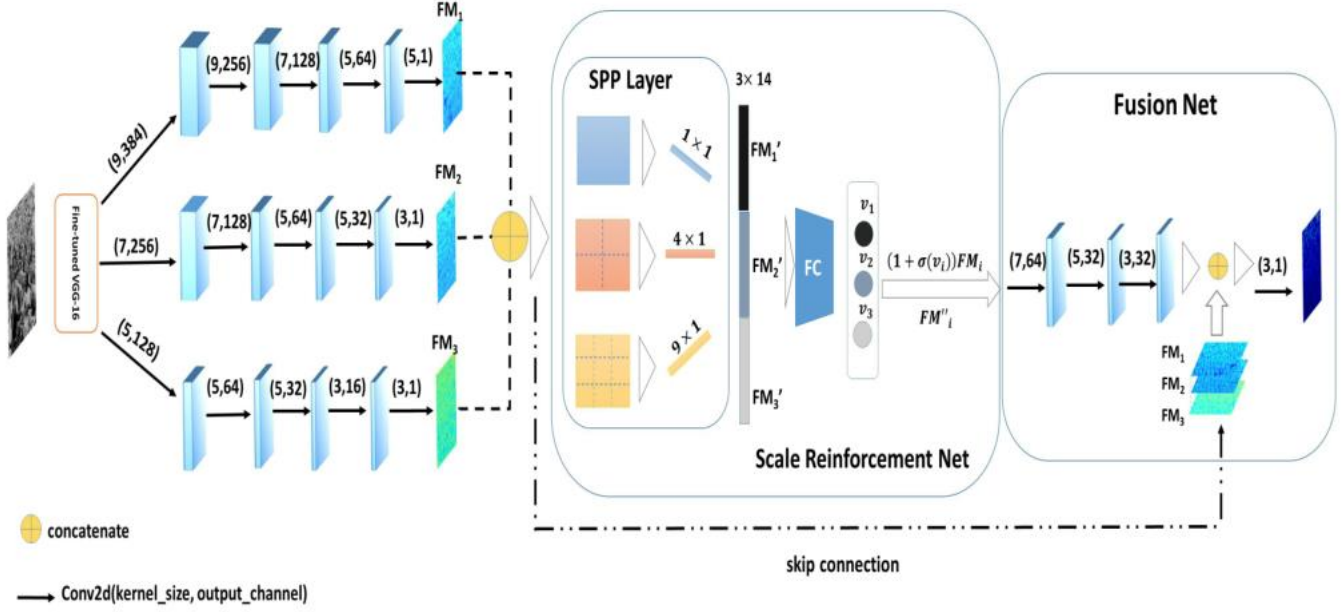 FM₁
(9,256)
(7,128)
(5,64)
(5,1)
(9,384)
Fine-tuned VGG-16
FM₂
(7,256)
(7,128)
(5,64)
(5,32)
(3,1)
(5,128)
FM₃
(5,64)
(5,32)
(3,16)
(3,1)
SPP Layer
1 × 1
4 × 1
9 × 1
3× 14
FM₁'
FM₂'
FM₃'
FC
v₁
v₂
v₃
(1 + σ(vᵢ))FMᵢ
FM''ᵢ
Scale Reinforcement Net
Fusion Net
(7,64)
(5,32)
(3,32)
(3,1)
FM₁
FM₂
FM₃
skip connection
concatenate
Conv2d(kernel_size, output_channel)